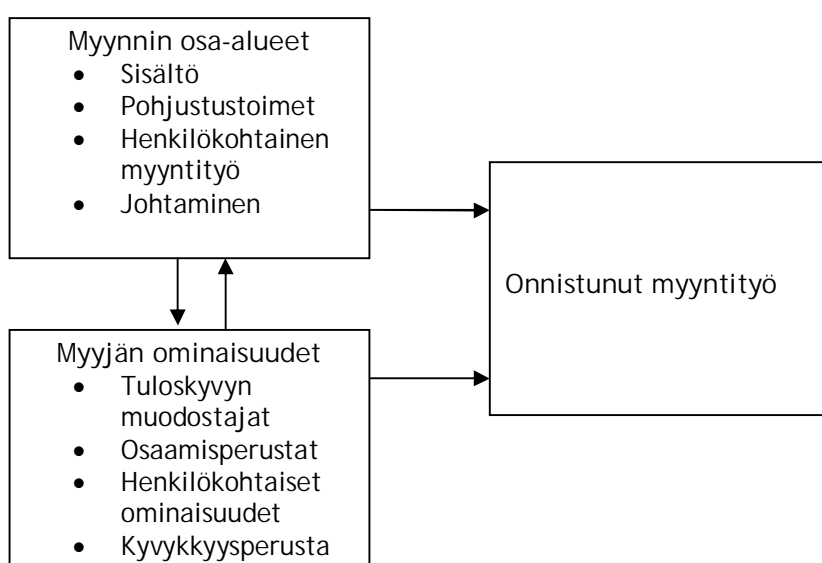 Myynnin osa-alueet
• Sisältö
• Pohjustustoimet
• Henkilökohtainen
myyntityö
• Johtaminen
Onnistunut myyntityö
Myyjän ominaisuudet
• Tuloskyvyn
muodostajat
• Osaamisperustat
• Henkilökohtaiset
ominaisuudet
• Kyvykkyysperusta